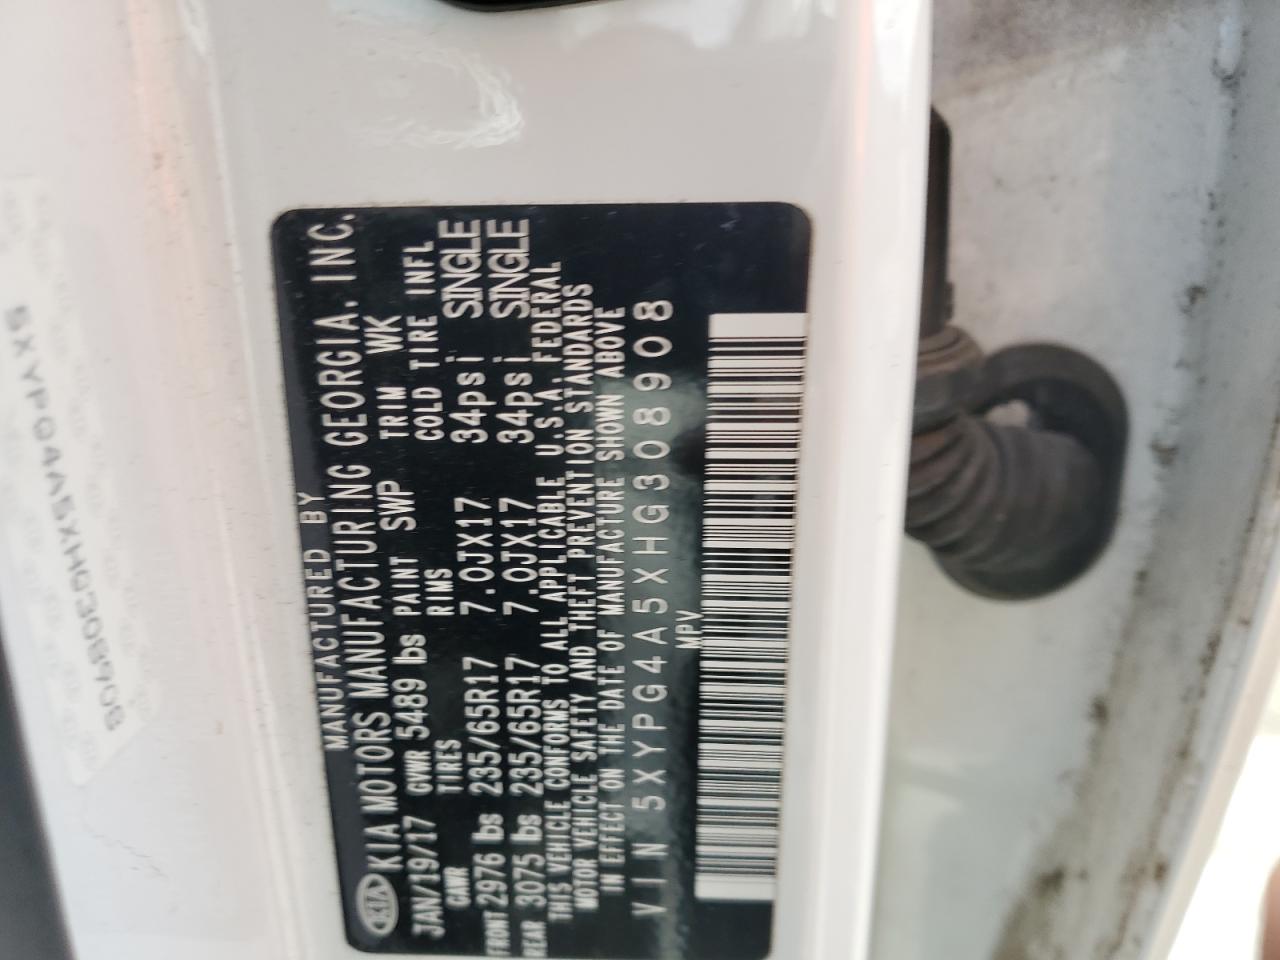 MANUFACTURED BY
KIA KIA MOTORS MANUFACTURING GEORGIA. INC.
JAN/19/17 GVWR 5489 lbs PAINT SWP TRIM WK
GAWR TIRES RIMS COLD TIRE INFL
FRONT 2976 lbs 235/65R17 7.0JX17 34psi SINGLE
REAR 3075 lbs 235/65R17 7.0JX17 34psi SINGLE
THIS VEHICLE CONFORMS TO ALL APPLICABLE U.S.A. FEDERAL
MOTOR VEHICLE SAFETY AND THEFT PREVENTION STANDARDS
IN EFFECT ON THE DATE OF MANUFACTURE SHOWN ABOVE
VIN 5XYPG4A5XHG308908
MPV
5XYPG4A5XHG308908